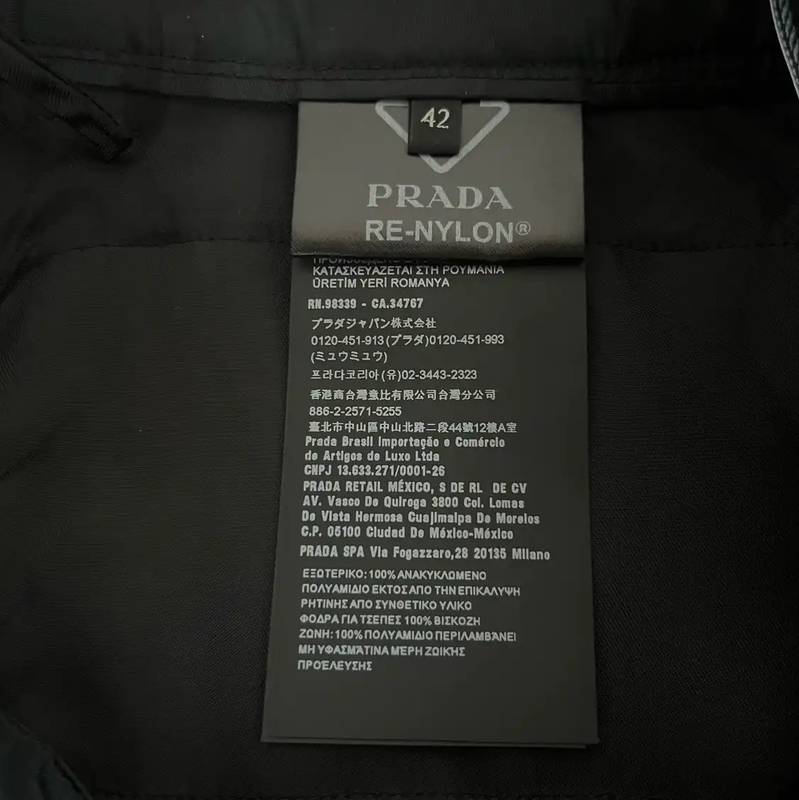 42
PRADA
RE-NYLON®
ΚΑΤΑΣΚΕΥΑΖΕΤΑΙ ΣΤΗ ΡΟΥΜΑΝΙΑ
ÜRETİM YERİ ROMANYA
RN.98339 - CA.34767
プラダジャパン株式会社
0120-451-913(プラダ)0120-451-993
(ミュウミュウ)
프라다코리아(유)02-3443-2323
香港商台灣壹比有限公司台灣分公司
886-2-2571-5255
臺北市中山區中山北路二段44號12樓A室
Prada Brasil Importação e Comércio
de Artigos de Luxo Ltda
CNPJ 13.633.271/0001-26
PRADA RETAIL MÉXICO, S DE RL DE CV
AV. Vasco De Quiroga 3800 Col. Lomas
De Vista Hermosa Cuajimalpa De Morelos
C.P. 05100 Ciudad De México-México
PRADA SPA Via Fogazzaro,28 20135 Milano
ΕΞΩΤΕΡΙΚΟ: 100% ΑΝΑΚΥΚΛΩΜΕΝΟ
ΠΟΛΥΑΜΙΔΙΟ ΕΚΤΟΣ ΑΠΟ ΤΗΝ ΕΠΙΚΑΛΥΨΗ
ΡΗΤΙΝΗΣ ΑΠΟ ΣΥΝΘΕΤΙΚΟ ΥΛΙΚΟ
ΦΟΔΡΑ ΓΙΑ ΤΣΕΠΕΣ 100% ΒΙΣΚΟΖΗ
ΖΩΝΗ: 100% ΠΟΛΥΑΜΙΔΙΟ ΠΕΡΙΛΑΜΒΆΝΕΙ
ΜΗ ΥΦΑΣΜΆΤΙΝΑ ΜΈΡΗ ΖΩΙΚΉΣ
ΠΡΟΈΛΕΥΣΗΣ